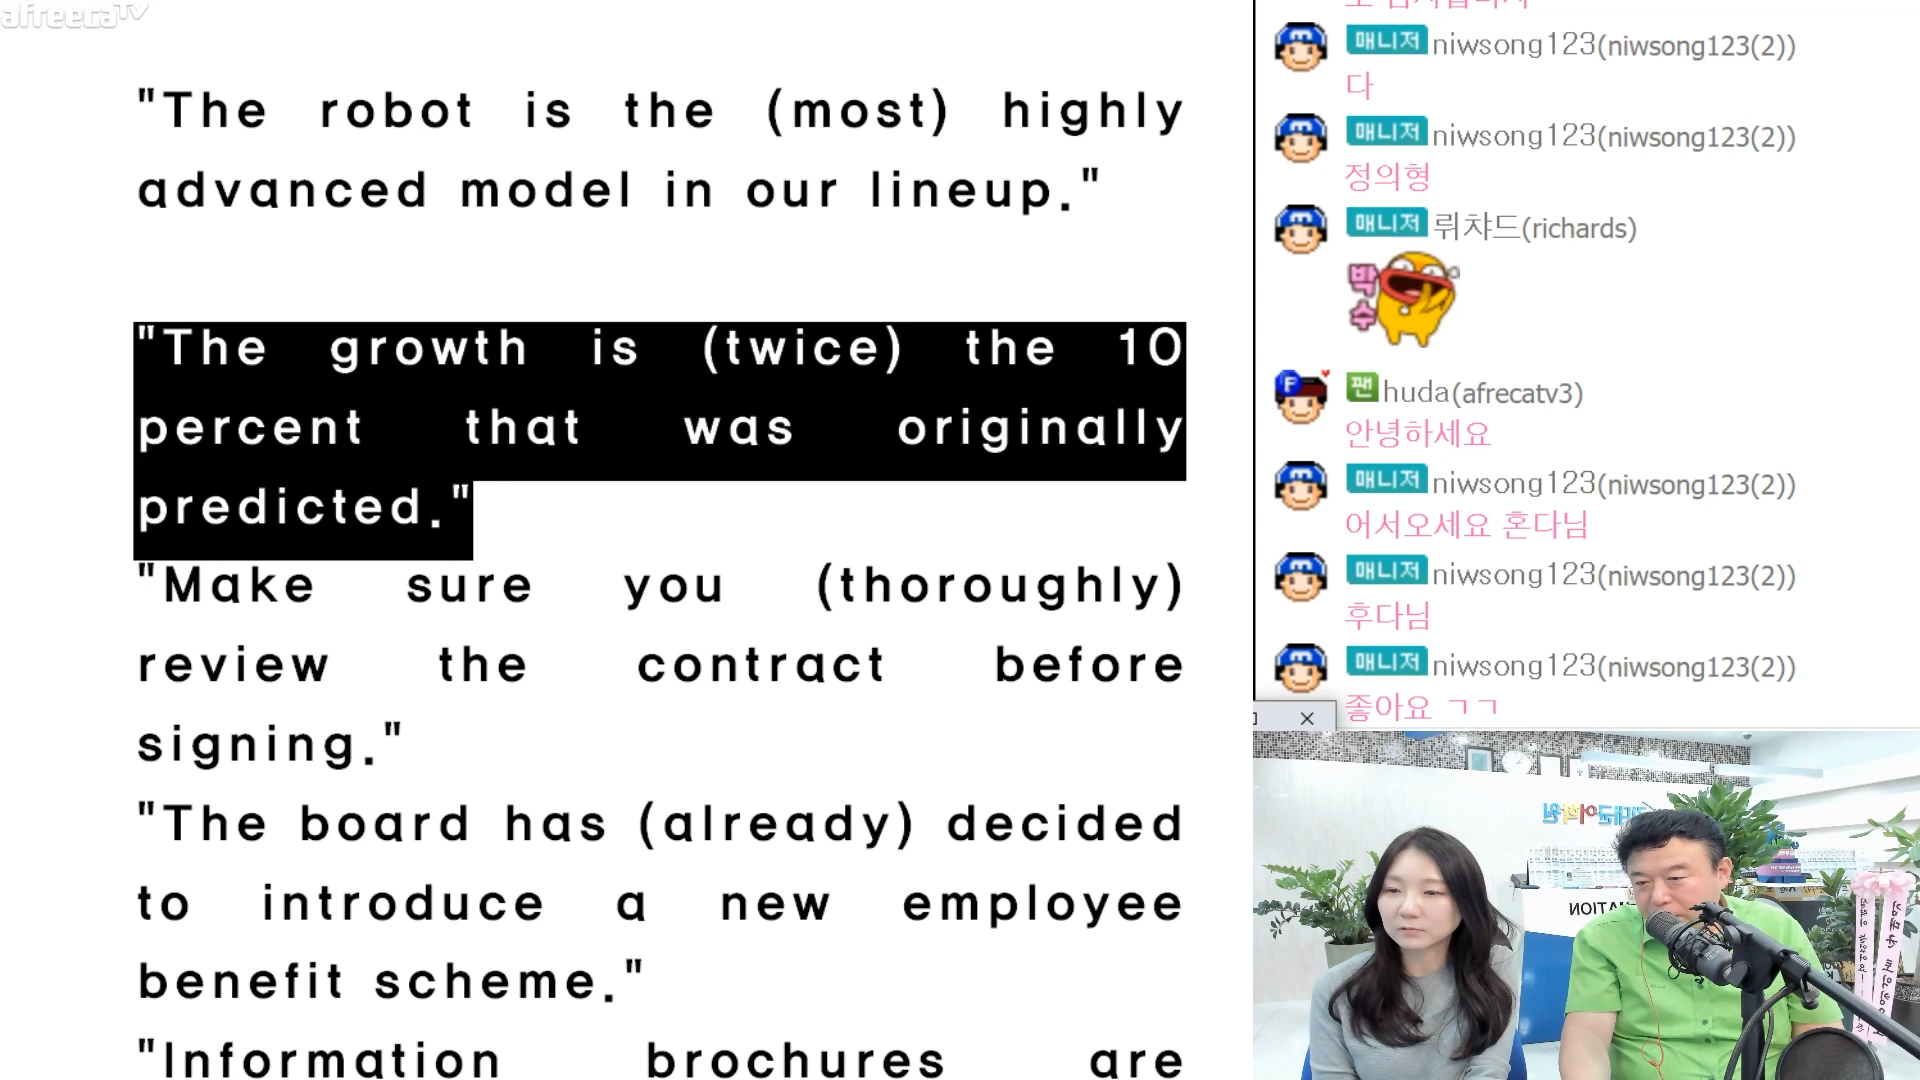 afreecaTV
"The robot is the (most) highly
advanced model in our lineup."
"The growth is (twice) the 10
percent that was originally
predicted."
"Make sure you (thoroughly)
review the contract before
signing."
"The board has (already) decided
to introduce a new employee
benefit scheme."
"Information brochures are
매니저 niwsong123(niwsong123(2))
다
매니저 niwsong123(niwsong123(2))
정의형
매니저 뤼챠드(richards)
박수
팬 huda(afrecatv3)
안녕하세요
매니저 niwsong123(niwsong123(2))
어서오세요 혼다님
매니저 niwsong123(niwsong123(2))
후다님
매니저 niwsong123(niwsong123(2))
좋아요 ㄱㄱ